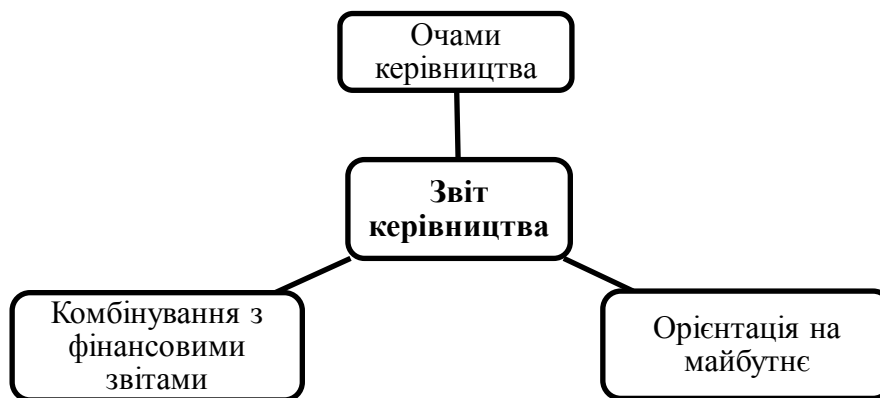 Очами
керівництва
Звіт
керівництва
Комбінування з
фінансовими
звітами
Орієнтація на
майбутнє